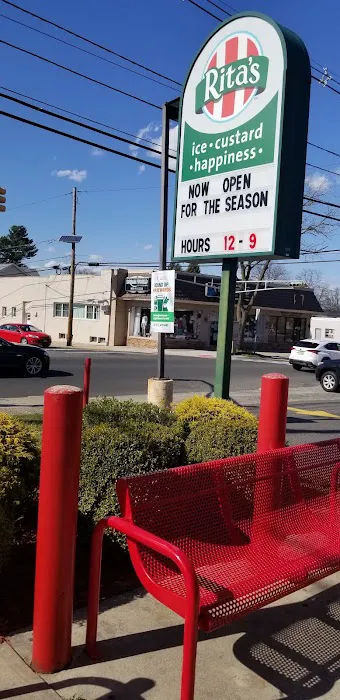 Rita's
ice • custard
• happiness •
NOW OPEN
FOR THE SEASON
HOURS 12 - 9